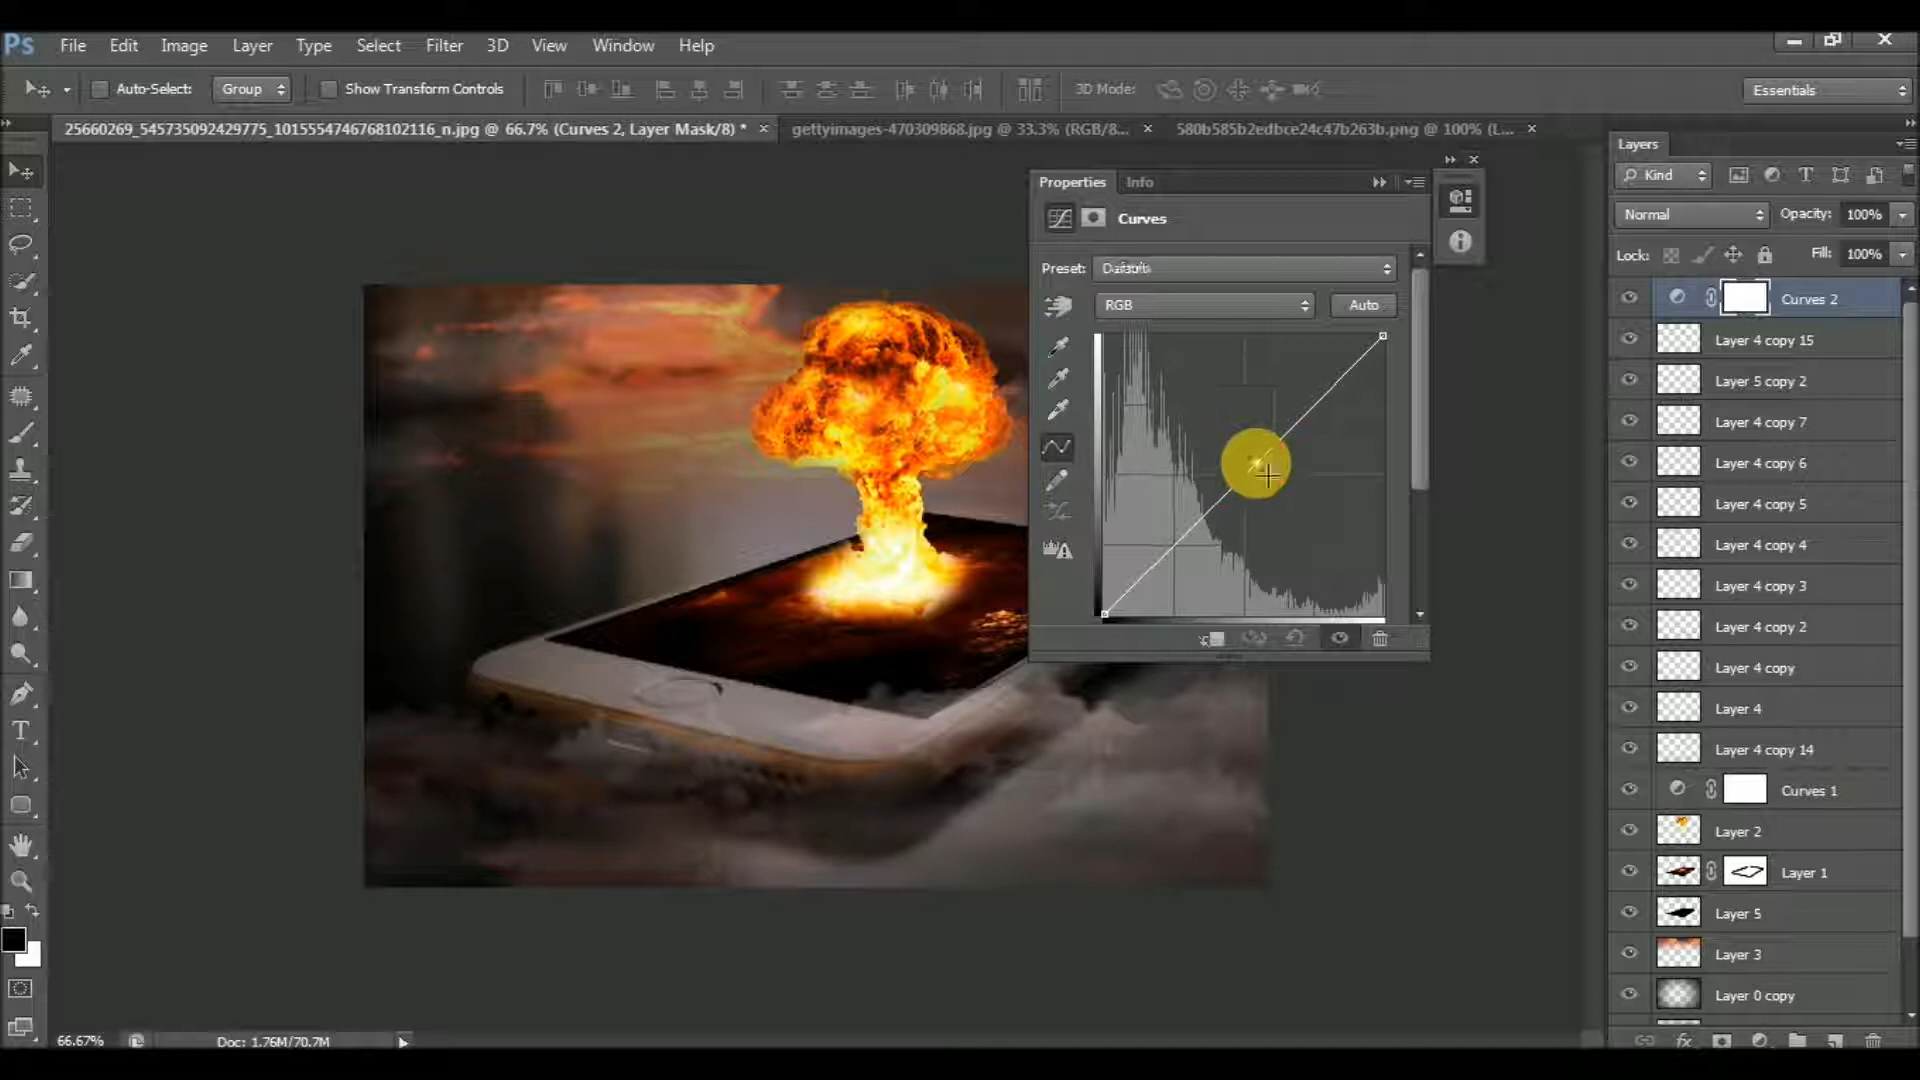 Ps File Edit Image Layer Type Select Filter 3D View Window Help
Auto-Select: Group Show Transform Controls 3D Mode: Essentials
25660269_545735092429775_1015554746768102116_n.jpg @ 66.7% (Curves 2, Layer Mask/8) * gettyimages-470309868.jpg @ 33.3% (RGB/8... 580b585b2edbce24c47b263b.png @ 100% (L...
Layers
Kind
Normal Opacity: 100%
Lock: Fill: 100%
Properties Info
Curves
Preset:
RGB Auto
Curves 2
Layer 4 copy 15
Layer 5 copy 2
Layer 4 copy 7
Layer 4 copy 6
Layer 4 copy 5
Layer 4 copy 4
Layer 4 copy 3
Layer 4 copy 2
Layer 4 copy
Layer 4
Layer 4 copy 14
Curves 1
Layer 2
Layer 1
Layer 5
Layer 3
Layer 0 copy
66.67% Doc: 1.76M/70.7M
fx